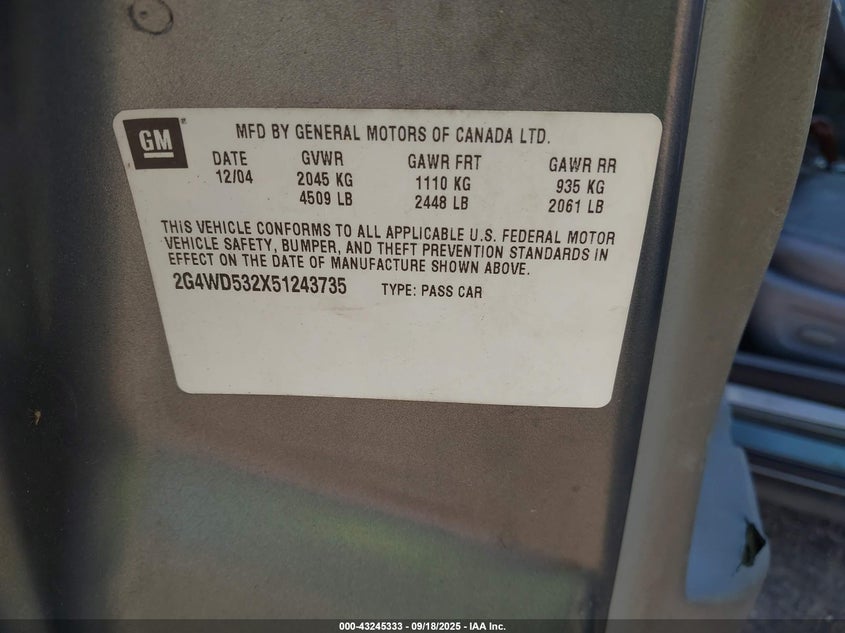 GM
MFD BY GENERAL MOTORS OF CANADA LTD.
DATE GVWR GAWR FRT GAWR RR
12/04 2045 KG 1110 KG 935 KG
4509 LB 2448 LB 2061 LB
THIS VEHICLE CONFORMS TO ALL APPLICABLE U.S. FEDERAL MOTOR
VEHICLE SAFETY, BUMPER, AND THEFT PREVENTION STANDARDS IN
EFFECT ON THE DATE OF MANUFACTURE SHOWN ABOVE.
2G4WD532X51243735 TYPE: PASS CAR
000-43245333 - 09/18/2025 - IAA Inc.